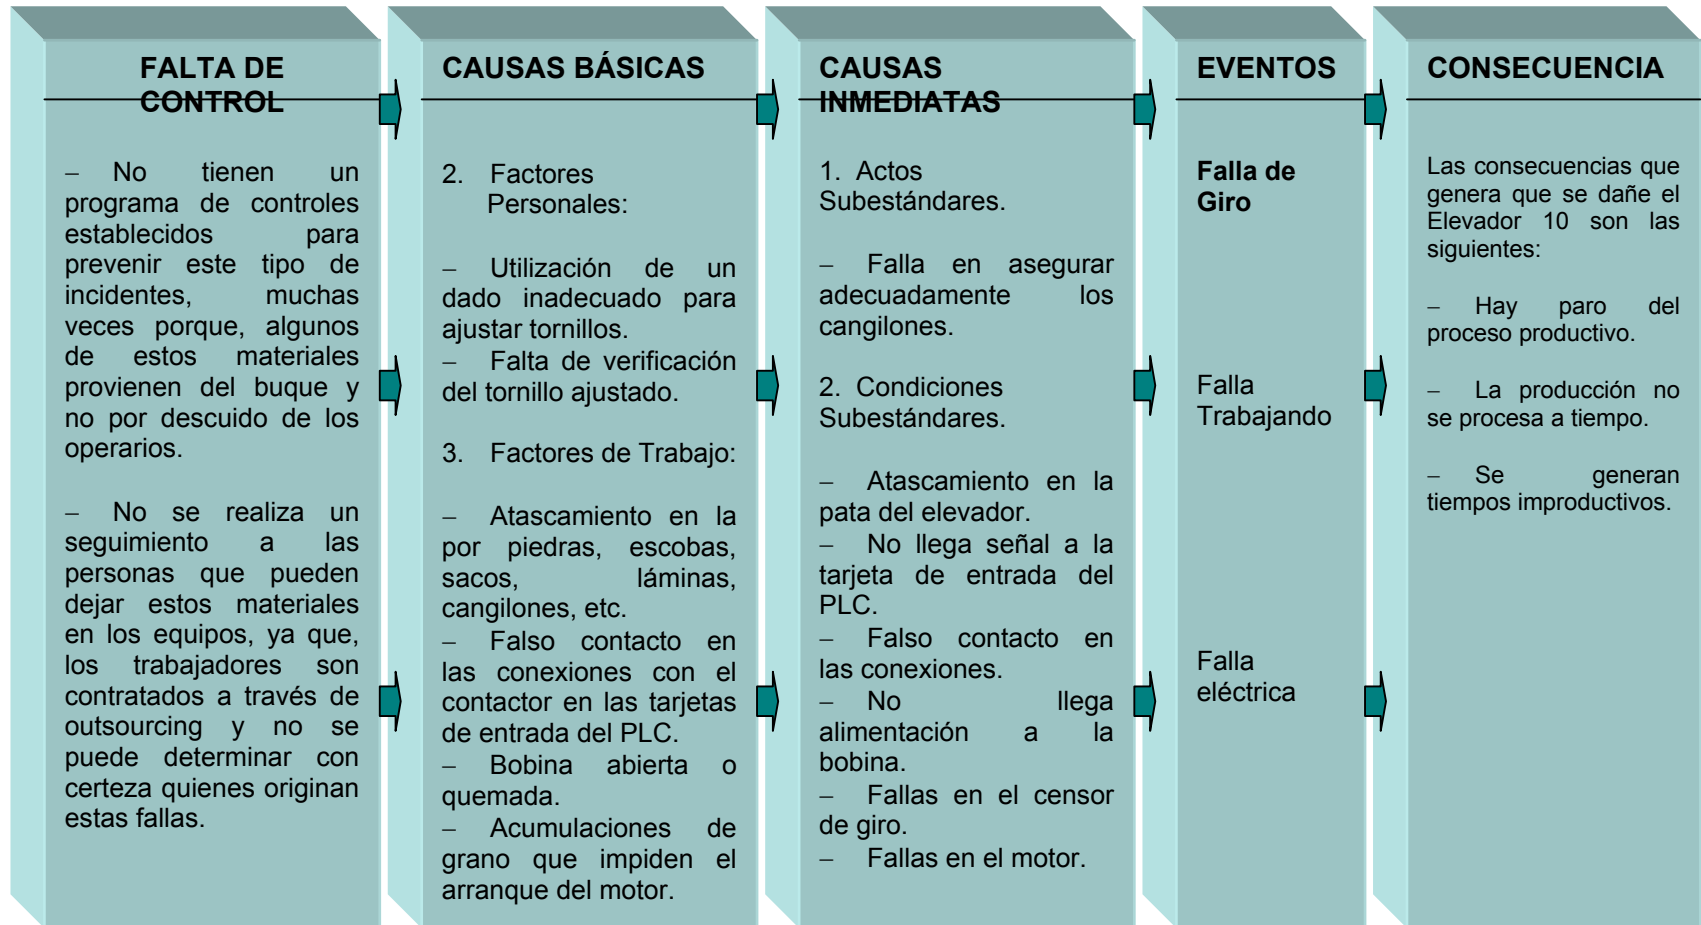 FALTA DE
CONTROL
– No tienen un
programa de controles
establecidos para
prevenir este tipo de
incidentes, muchas
veces porque, algunos
de estos materiales
provienen del buque y
no por descuido de los
operarios.
– No se realiza un
seguimiento a las
personas que pueden
dejar estos materiales
en los equipos, ya que,
los trabajadores son
contratados a través de
outsourcing y no se
puede determinar con
certeza quienes originan
estas fallas.
CAUSAS BÁSICAS
2. Factores
Personales:
– Utilización de un
dado inadecuado para
ajustar tornillos.
– Falta de verificación
del tornillo ajustado.
3. Factores de Trabajo:
– Atascamiento en la
por piedras, escobas,
sacos, láminas,
cangilones, etc.
– Falso contacto en
las conexiones con el
contactor en las tarjetas
de entrada del PLC.
– Bobina abierta o
quemada.
– Acumulaciones de
grano que impiden el
arranque del motor.
CAUSAS
INMEDIATAS
1. Actos
Subestándares.
– Falla en asegurar
adecuadamente los
cangilones.
2. Condiciones
Subestándares.
– Atascamiento en la
pata del elevador.
– No llega señal a la
tarjeta de entrada del
PLC.
– Falso contacto en
las conexiones.
– No llega
alimentación a la
bobina.
– Fallas en el censor
de giro.
– Fallas en el motor.
EVENTOS
Falla de
Giro
Falla
Trabajando
Falla
eléctrica
CONSECUENCIA
Las consecuencias que
genera que se dañe el
Elevador 10 son las
siguientes:
– Hay paro del
proceso productivo.
– La producción no
se procesa a tiempo.
– Se generan
tiempos improductivos.